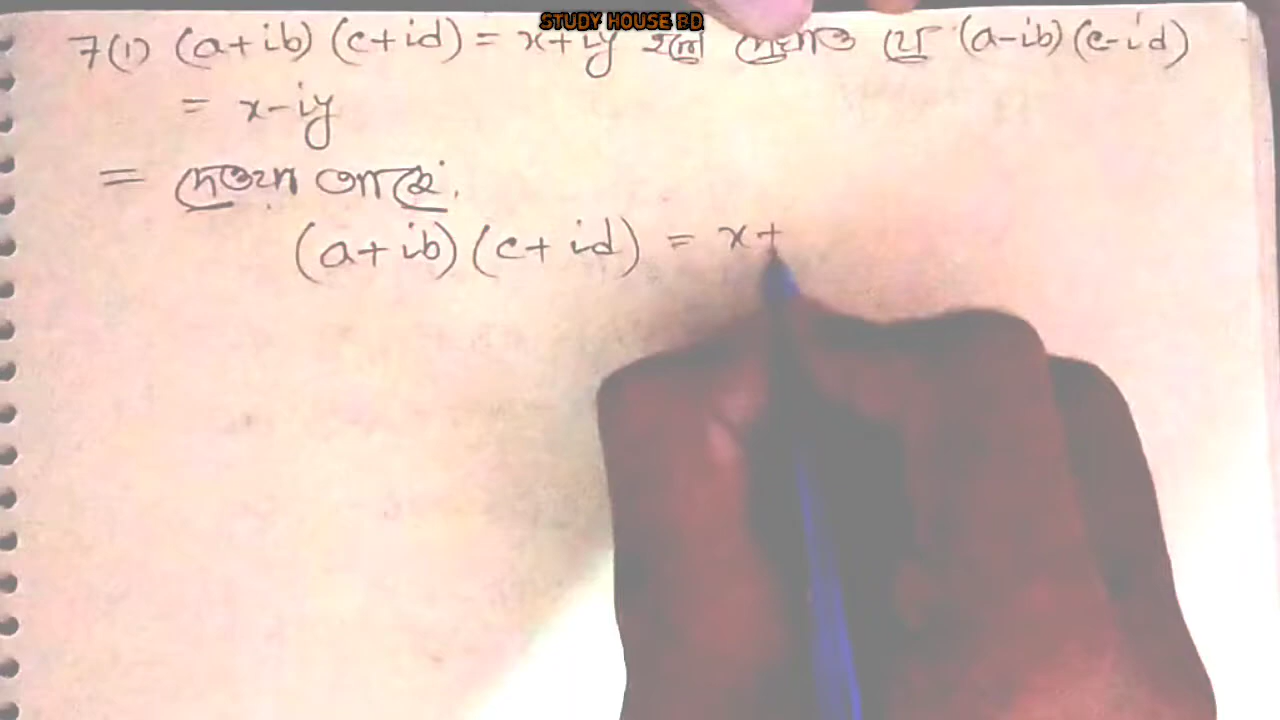 STUDY HOUSE BD
7(i) (a+ib) (c+id) = x+iy হলে দেখাও যে (a-ib) (c-id)
= x-iy
= দেওয়া আছে.
(a+ib) (c+id) = x+